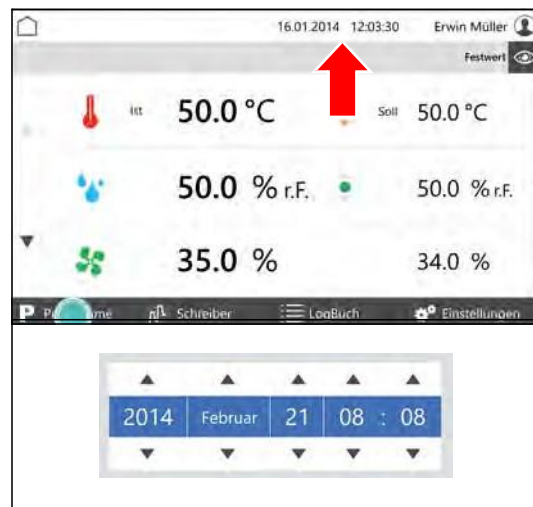 16.01.2014 12:03:30 Erwin Müller
Festwert
Ist 50.0 °C Soll 50.0 °C
50.0 % r.F. 50.0 % r.F.
35.0 % 34.0 %
P Schreiber LogBuch Einstellungen
2014 Februar 21 08 : 08